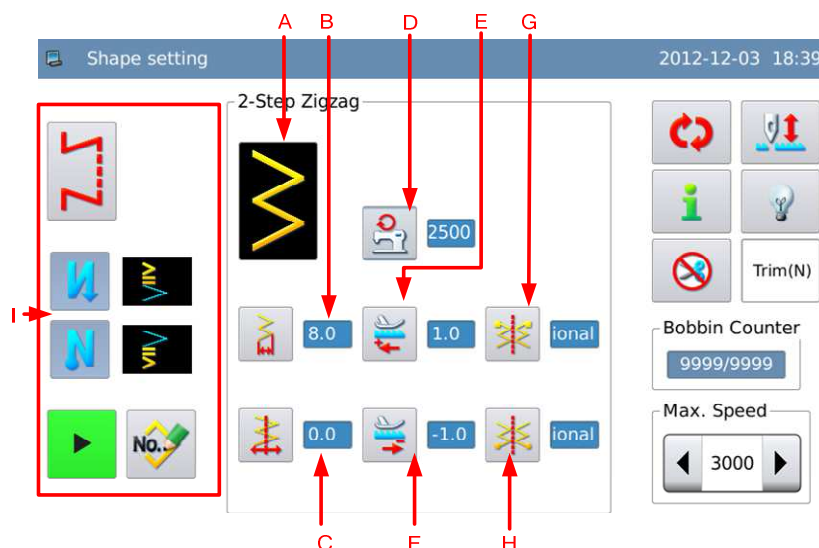 A B D E G
Shape setting 2012-12-03 18:39
2-Step Zigzag
2500
Trim(N)
I
8.0 1.0 ional
Bobbin Counter
9999/9999
No.
0.0 -1.0 ional
Max. Speed
3000
C F H